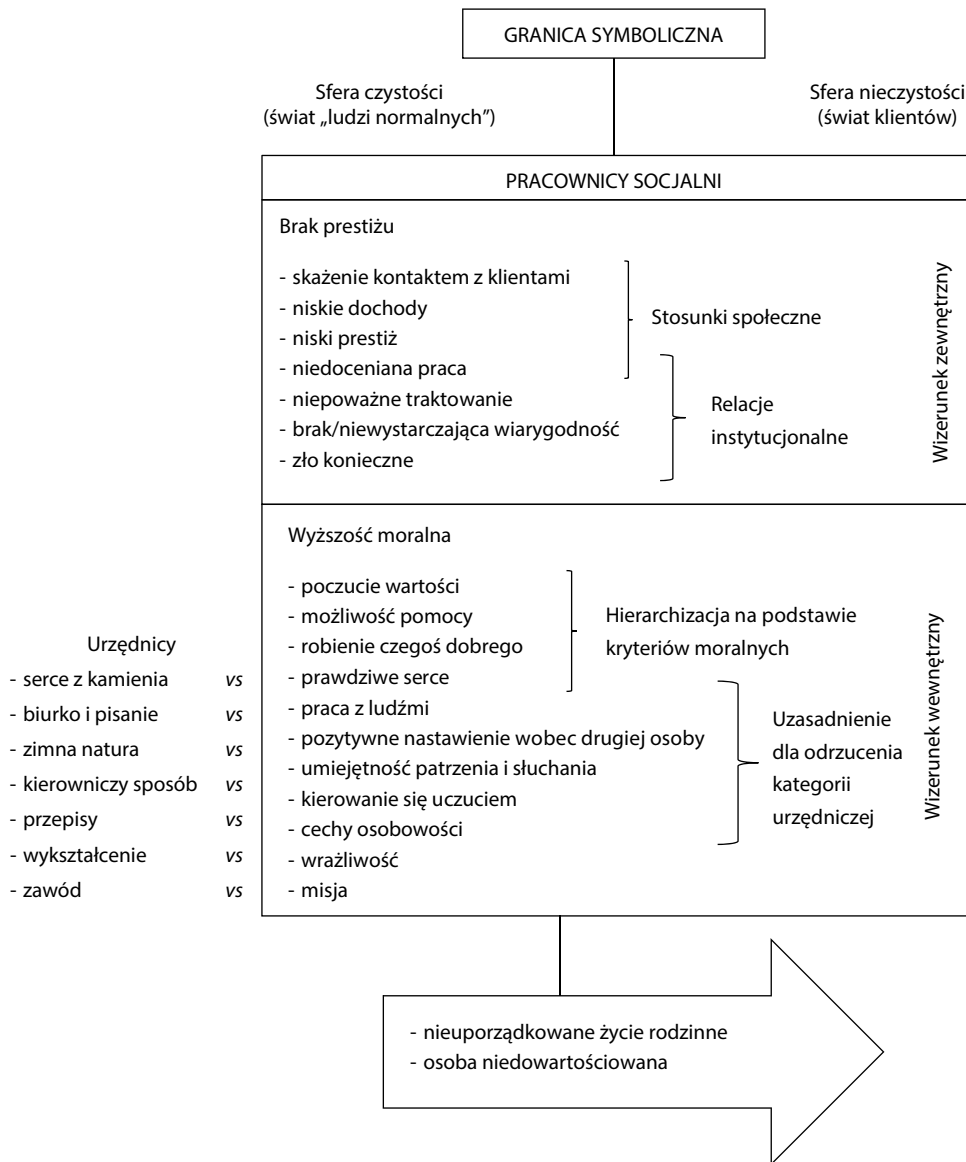 GRANICA SYMBOLICZNA
Sfera czystości
(świat „ludzi normalnych”)
Sfera nieczystości
(świat klientów)
PRACOWNICY SOCJALNI
Brak prestiżu
- skażenie kontaktem z klientami
- niskie dochody
- niski prestiż
- niedoceniana praca
- niepoważne traktowanie
- brak/niewystarczająca wiarygodność
- zło konieczne
Stosunki społeczne
Relacje
instytucjonalne
Wizerunek zewnętrzny
Wyższość moralna
- poczucie wartości
- możliwość pomocy
- robienie czegoś dobrego
- prawdziwe serce
- praca z ludźmi
- pozytywne nastawienie wobec drugiej osoby
- umiejętność patrzenia i słuchania
- kierowanie się uczuciem
- cechy osobowości
- wrażliwość
- misja
Hierarchizacja na podstawie
kryteriów moralnych
Uzasadnienie
dla odrzucenia
kategorii
urzędniczej
Wizerunek wewnętrzny
Urzędnicy
- serce z kamienia vs
- biurko i pisanie vs
- zimna natura vs
- kierowniczy sposób vs
- przepisy vs
- wykształcenie vs
- zawód vs
- nieuporządkowane życie rodzinne
- osoba niedowartościowana